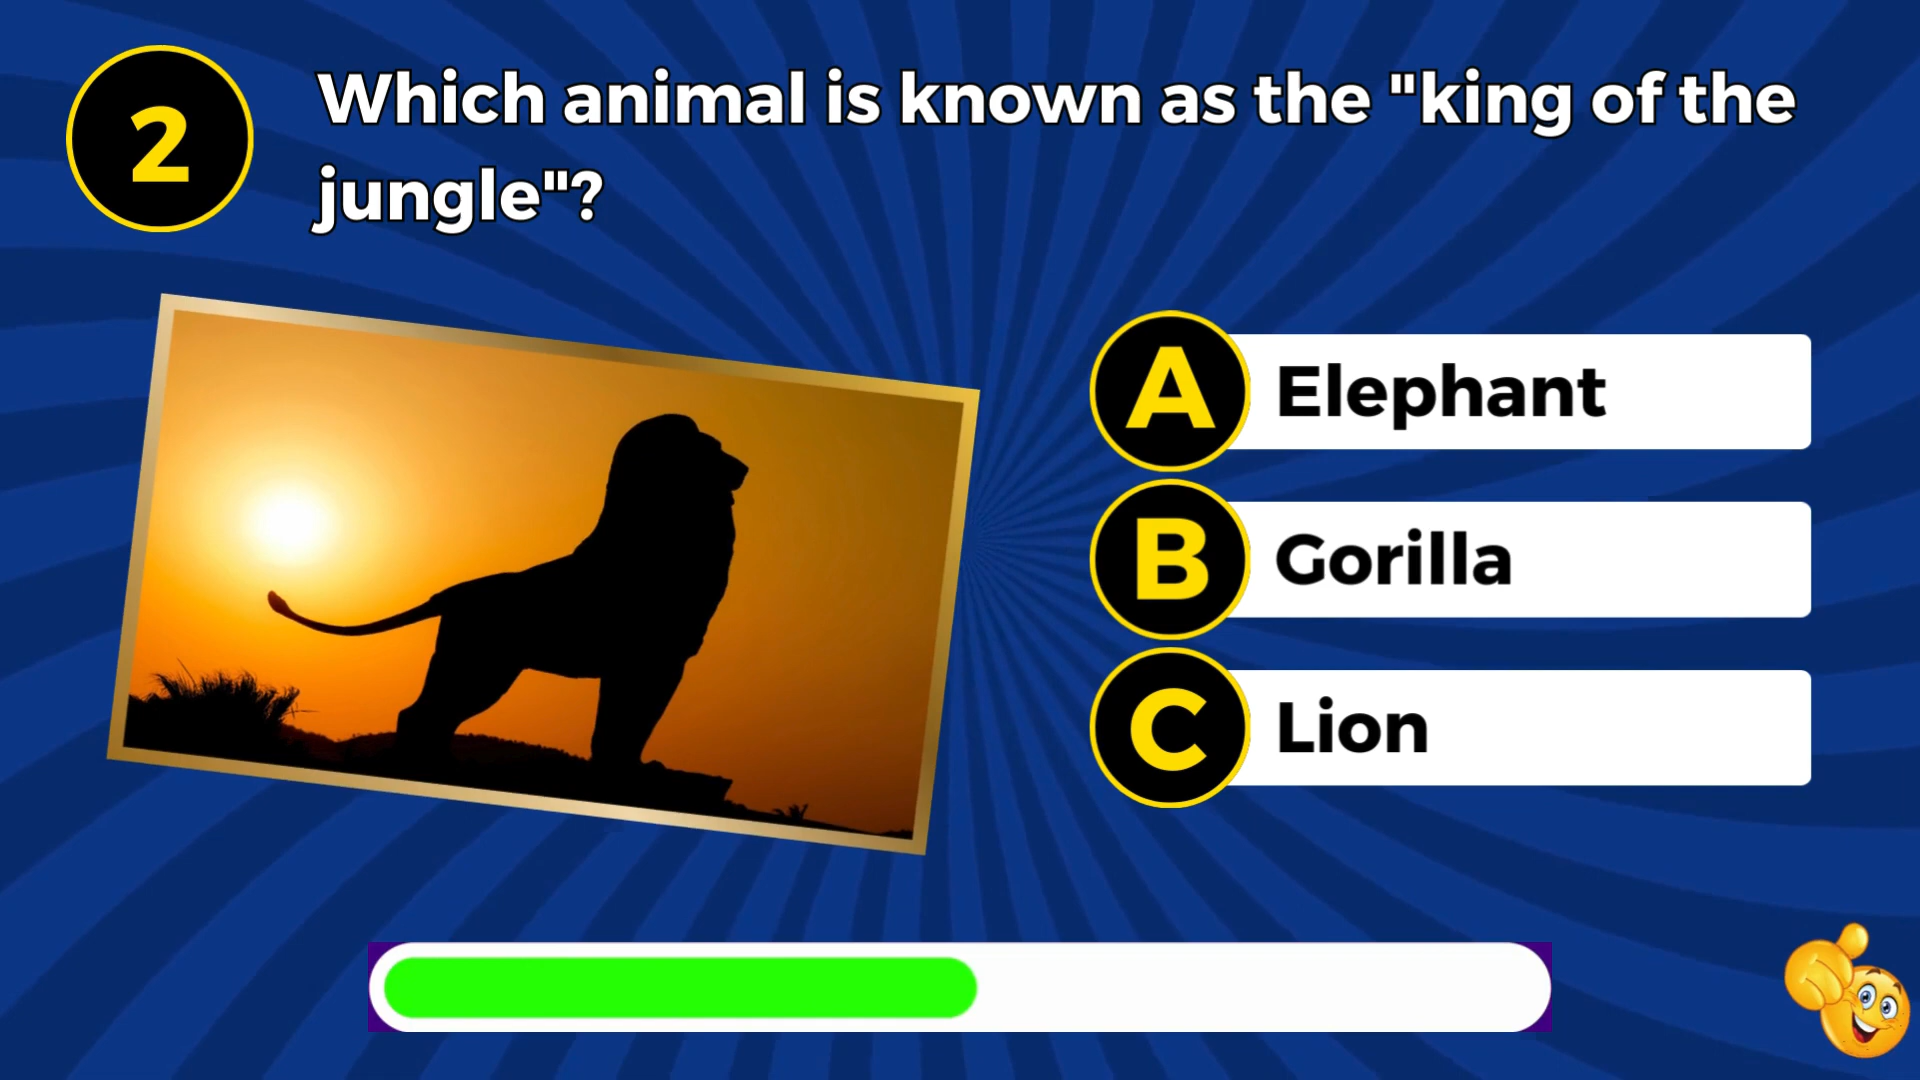 2
Which animal is known as the "king of the
jungle"?
A Elephant
B Gorilla
C Lion